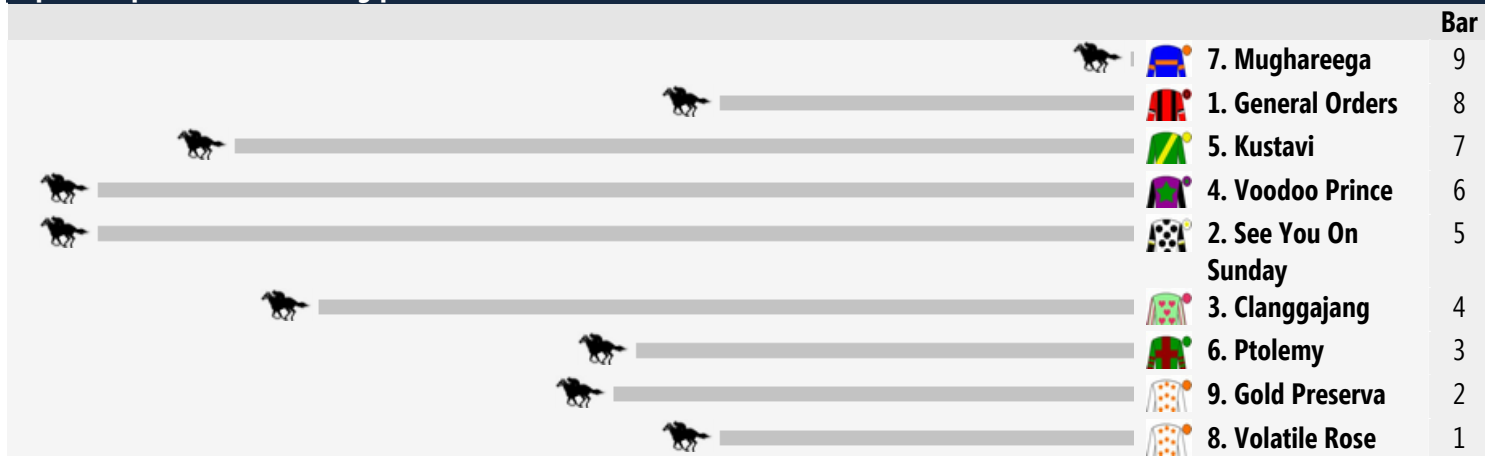 Bar
7. Mughareega 9
1. General Orders 8
5. Kustavi 7
4. Voodoo Prince 6
2. See You On 5
Sunday
3. Clanggajang 4
6. Ptolemy 3
9. Gold Preserva 2
8. Volatile Rose 1